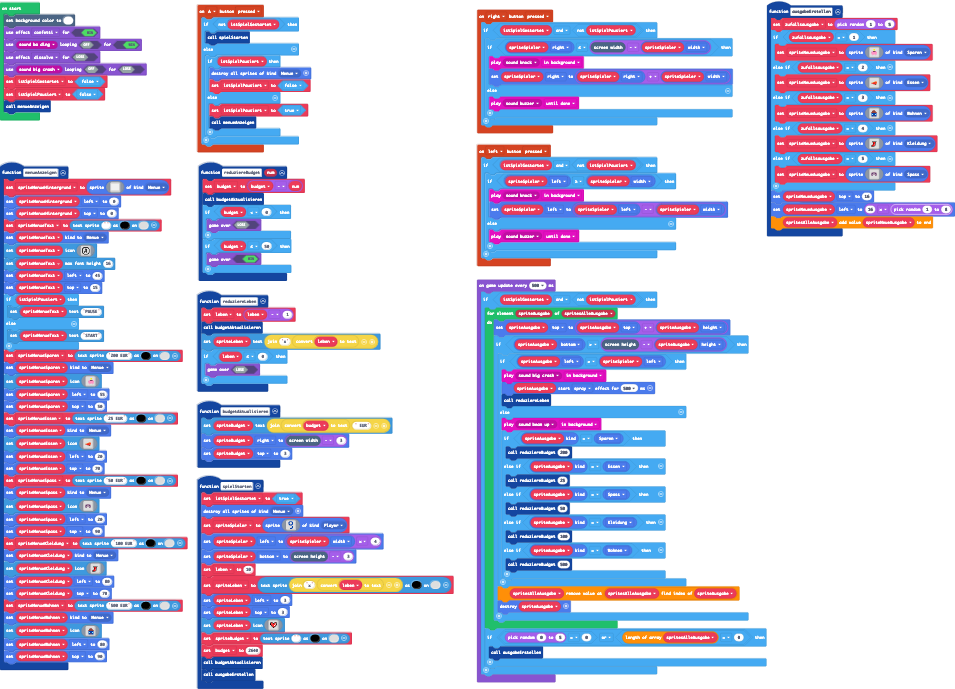 on start
set background color to
use effect confetti for WIN
use sound ba ding looping OFF for WIN
use effect dissolve for LOSE
use sound big crash looping OFF for LOSE
set istSpielGestartet to false
set istSpielPausiert to false
call menueAnzeigen
function menueAnzeigen
set spriteMenueHintergrund to sprite of kind Menue
set spriteMenueHintergrund left to 0
set spriteMenueHintergrund top to 0
set spriteMenueText to text sprite as on
set spriteMenueText kind to Menue
set spriteMenueText icon
set spriteMenueText max font height 16
set spriteMenueText left to
set spriteMenueText top to
if istSpielPausiert then
set spriteMenueText text PAUSE
else
set spriteMenueText text START
set spriteMenueSparen to text sprite 200 EUR as on
set spriteMenueSparen kind to Menue
set spriteMenueSparen icon
set spriteMenueSparen left to
set spriteMenueSparen top to
set spriteMenueEssen to text sprite 25 EUR as on
set spriteMenueEssen kind to Menue
set spriteMenueEssen icon
set spriteMenueEssen left to 20
set spriteMenueEssen top to 70
set spriteMenueSpass to text sprite 50 EUR as on
set spriteMenueSpass kind to Menue
set spriteMenueSpass icon
set spriteMenueSpass left to 20
set spriteMenueSpass top to 90
set spriteMenueKleidung to text sprite 100 EUR as on
set spriteMenueKleidung kind to Menue
set spriteMenueKleidung icon
set spriteMenueKleidung left to 80
set spriteMenueKleidung top to 70
set spriteMenueWohnen to text sprite 500 EUR as on
set spriteMenueWohnen kind to Menue
set spriteMenueWohnen icon
set spriteMenueWohnen left to 80
set spriteMenueWohnen top to 90
on A button pressed
if not istSpielGestartet then
call spielStarten
else
if istSpielPausiert then
destroy all sprites of kind Menue
set istSpielPausiert to false
else
set istSpielPausiert to true
call menueAnzeigen
function reduziereBudget num
set budget to budget - num
call budgetAktualisieren
if budget < 0 then
game over LOSE
if budget ≤ 50 then
game over WIN
function reduziereLeben
set leben to leben - 1
call budgetAktualisieren
set spriteLeben text join x convert leben to text
if leben ≤ 0 then
game over LOSE
function budgetAktualisieren
set spriteBudget text join convert budget to text EUR
set spriteBudget right to screen width -
set spriteBudget top to
function spielStarten
set istSpielGestartet to true
destroy all sprites of kind Menue
set spriteSpieler to sprite of kind Player
set spriteSpieler left to spriteSpieler width × 4
set spriteSpieler bottom to screen height -
set leben to 10
set spriteLeben to text sprite join x convert leben to text as on
set spriteLeben left to
set spriteLeben top to
set spriteLeben icon
set spriteBudget to text sprite as on
set budget to
call budgetAktualisieren
call ausgabeErstellen
on right button pressed
if istSpielGestartet and not istSpielPausiert then
if spriteSpieler right ≤ screen width - spriteSpieler width then
play sound knock in background
set spriteSpieler right to spriteSpieler right + spriteSpieler width
else
play sound buzzer until done
on left button pressed
if istSpielGestartet and not istSpielPausiert then
if spriteSpieler left ≥ spriteSpieler width then
play sound knock in background
set spriteSpieler left to spriteSpieler left - spriteSpieler width
else
play sound buzzer until done
on game update every 500 ms
if istSpielGestartet and not istSpielPausiert then
for element spriteAusgabe of spriteAlleAusgabe
do set spriteAusgabe top to spriteAusgabe top + spriteAusgabe height
if spriteAusgabe bottom ≥ screen height - spriteAusgabe height then
if spriteAusgabe left = spriteSpieler left then
play sound big crash in background
spriteAusgabe start spray effect for 500 ms
call reduziereLeben
else
play sound beam up in background
if spriteAusgabe kind = Sparen then
call reduziereBudget 200
else if spriteAusgabe kind = Essen then
call reduziereBudget 25
else if spriteAusgabe kind = Spass then
call reduziereBudget 50
else if spriteAusgabe kind = Kleidung then
call reduziereBudget 100
else if spriteAusgabe kind = Wohnen then
call reduziereBudget 500
spriteAlleAusgabe remove value at spriteAlleAusgabe find index of spriteAusgabe
destroy spriteAusgabe
if pick random 0 to = 0 or length of array spriteAlleAusgabe = 0 then
call ausgabeErstellen
function ausgabeErstellen
set zufallsAusgabe to pick random 1 to 5
if zufallsAusgabe = 1 then
set spriteNeueAusgabe to sprite of kind Sparen
else if zufallsAusgabe = 2 then
set spriteNeueAusgabe to sprite of kind Essen
else if zufallsAusgabe = 3 then
set spriteNeueAusgabe to sprite of kind Wohnen
else if zufallsAusgabe = 4 then
set spriteNeueAusgabe to sprite of kind Kleidung
else if zufallsAusgabe = 5 then
set spriteNeueAusgabe to sprite of kind Spass
set spriteNeueAusgabe top to
set spriteNeueAusgabe left to × pick random 1 to
spriteAlleAusgabe add value spriteNeueAusgabe to end